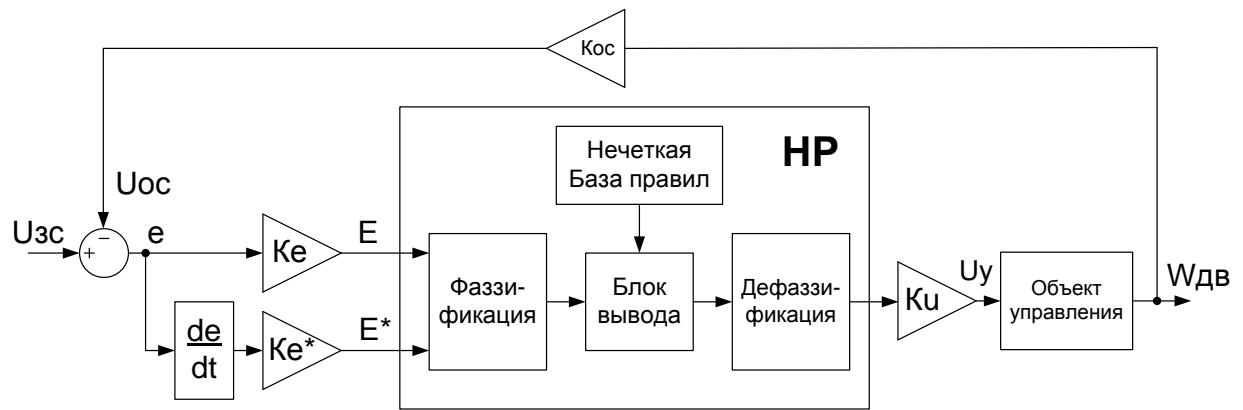 Кос
Нечеткая
База правил
НР
Uос
Uзс
+
−
e
Ke
E
Фаззи-
фикация
Блок
вывода
Дефаззи-
фикация
Ku
Uy
Объект
управления
Wдв
de
dt
Ke*
E*